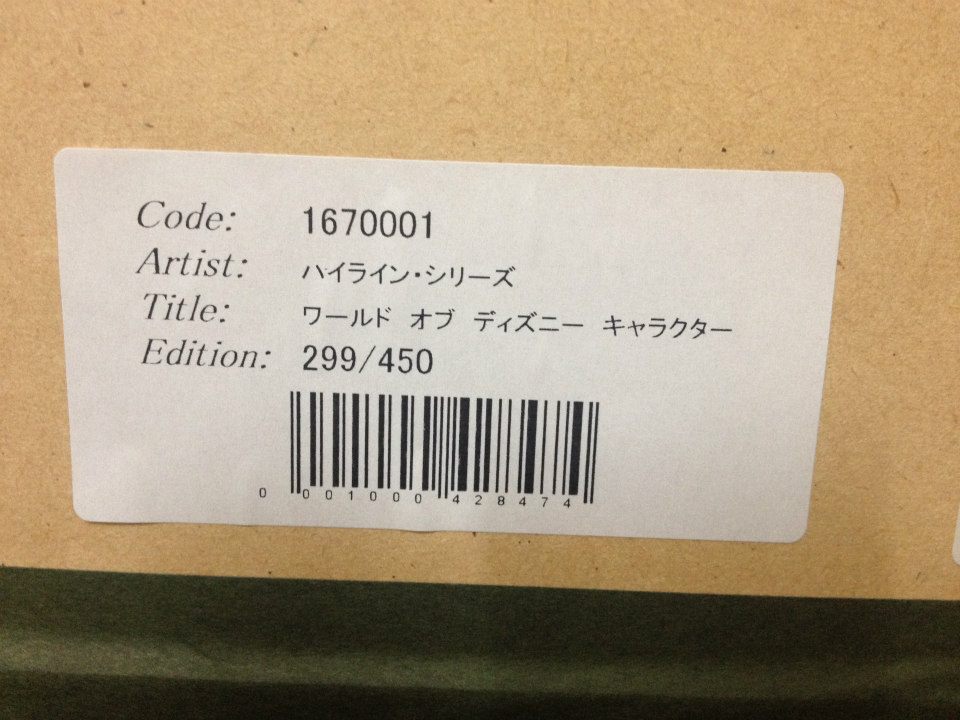 Code: 1670001
Artist: ハイライン・シリーズ
Title: ワールド オブ ディズニー キャラクター
Edition: 299/450
0 001000 428474